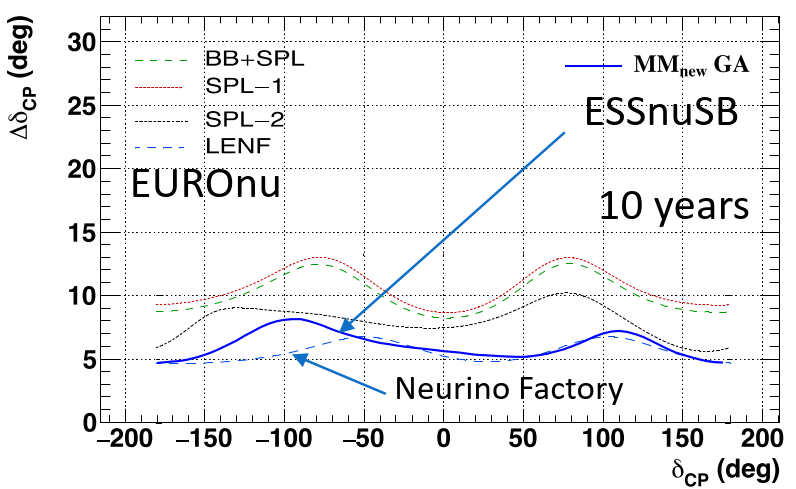 30
25
20
15
10
5
0
ΔδCP (deg)
BB+SPL
SPL−1
SPL−2
LENF
EUROnu
MMnew GA
ESSnuSB
10 years
Neurino Factory
−200 −150 −100 −50 0 50 100 150 200
δCP (deg)